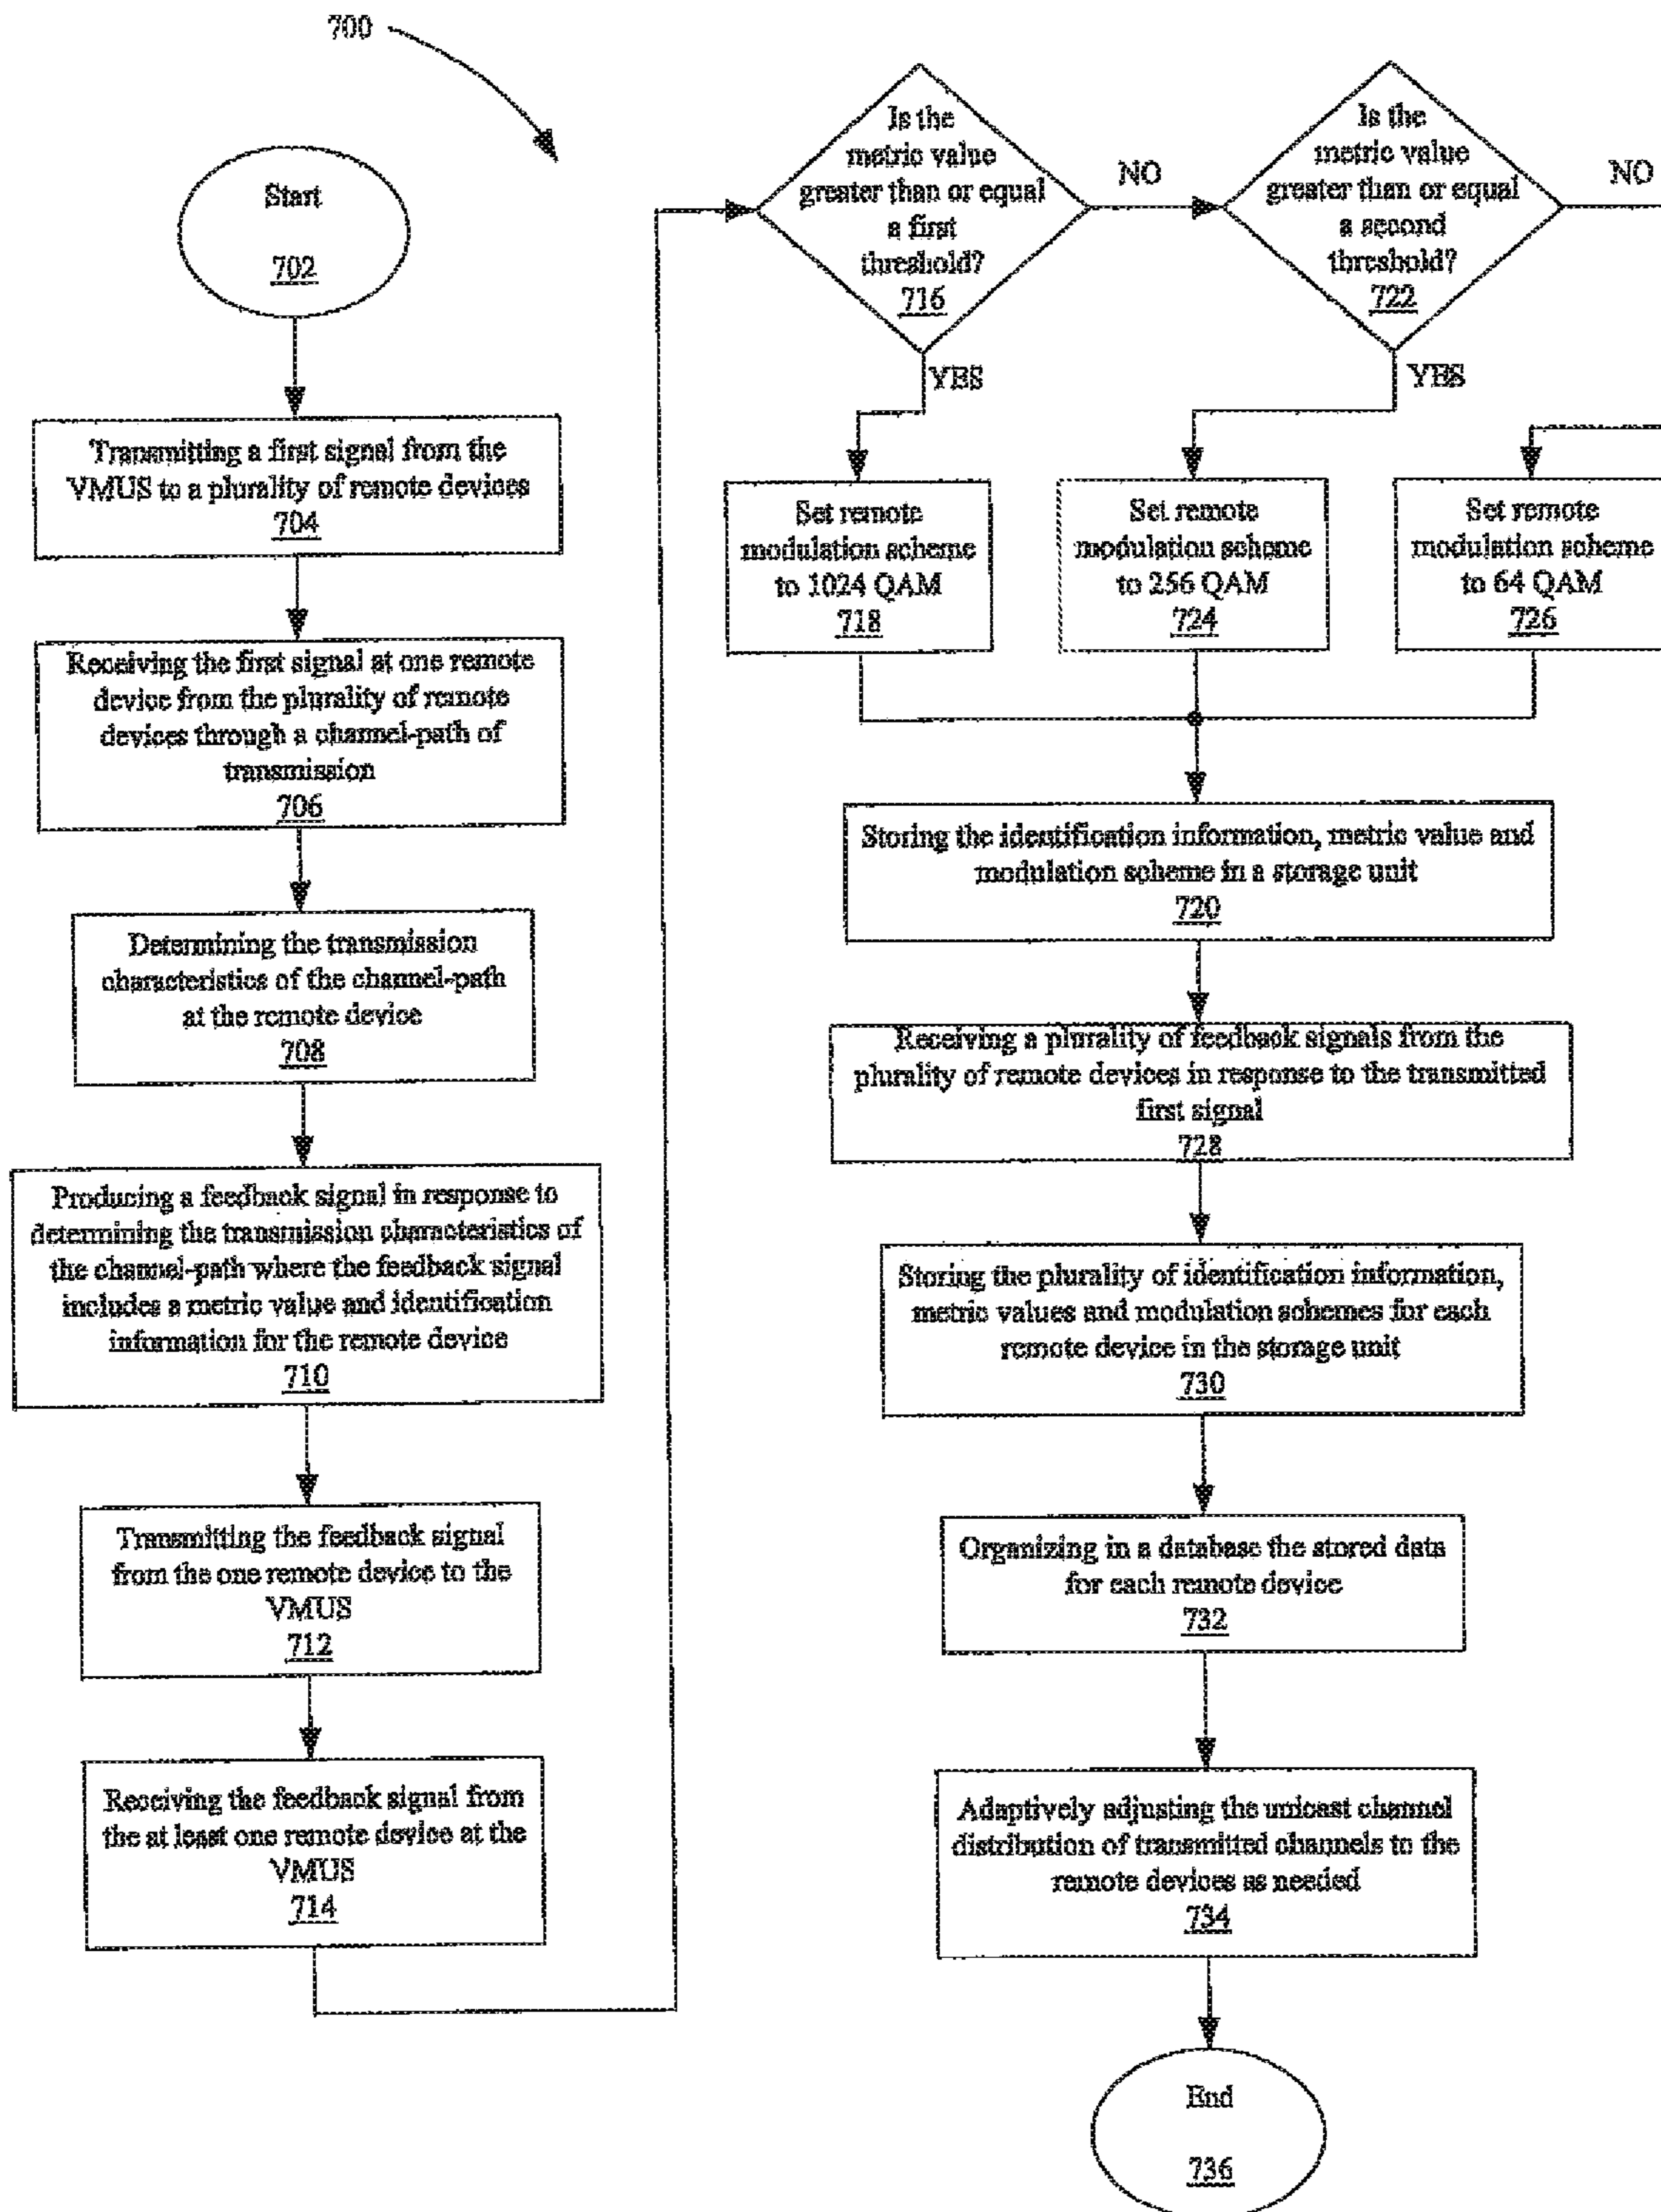 700
Start
702
Transmitting a first signal from the
VMUS to a plurality of remote devices
704
Receiving the first signal at one remote
device from the plurality of remote
devices through a channel-path of
transmission
706
Determining the transmission
characteristics of the channel-path
at the remote device
708
Producing a feedback signal in response to
determining the transmission characteristics of
the channel-path where the feedback signal
includes a metric value and identification
information for the remote device
710
Transmitting the feedback signal
from the one remote device to the
VMUS
712
Receiving the feedback signal from
the at least one remote device at the
VMUS
714
Is the
metric value
greater than or equal
a first
threshold?
716
NO
YES
Is the
metric value
greater than or equal
a second
threshold?
722
NO
YES
Set remote
modulation scheme
to 1024 QAM
718
Set remote
modulation scheme
to 256 QAM
724
Set remote
modulation scheme
to 64 QAM
726
Storing the identification information, metric value and
modulation scheme in a storage unit
720
Receiving a plurality of feedback signals from the
plurality of remote devices in response to the transmitted
first signal
728
Storing the plurality of identification information,
metric values and modulation schemes for each
remote device in the storage unit
730
Organizing in a database the stored data
for each remote device
732
Adaptively adjusting the unicast channel
distribution of transmitted channels to the
remote devices as needed
734
End
736